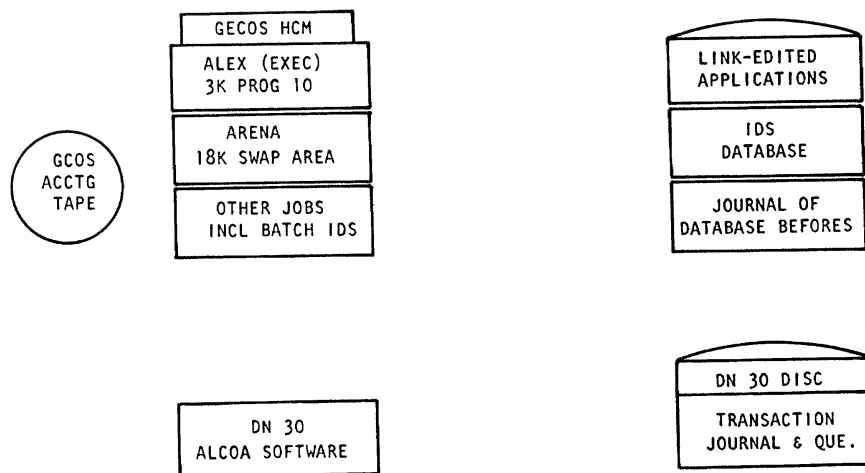 GECOS HCM
ALEX (EXEC)
3K PROG 10
ARENA
18K SWAP AREA
OTHER JOBS
INCL BATCH IDS
GCOS
ACCTG
TAPE
LINK-EDITED
APPLICATIONS
IDS
DATABASE
JOURNAL OF
DATABASE BEFORES
DN 30
ALCOA SOFTWARE
DN 30 DISC
TRANSACTION
JOURNAL & QUE.